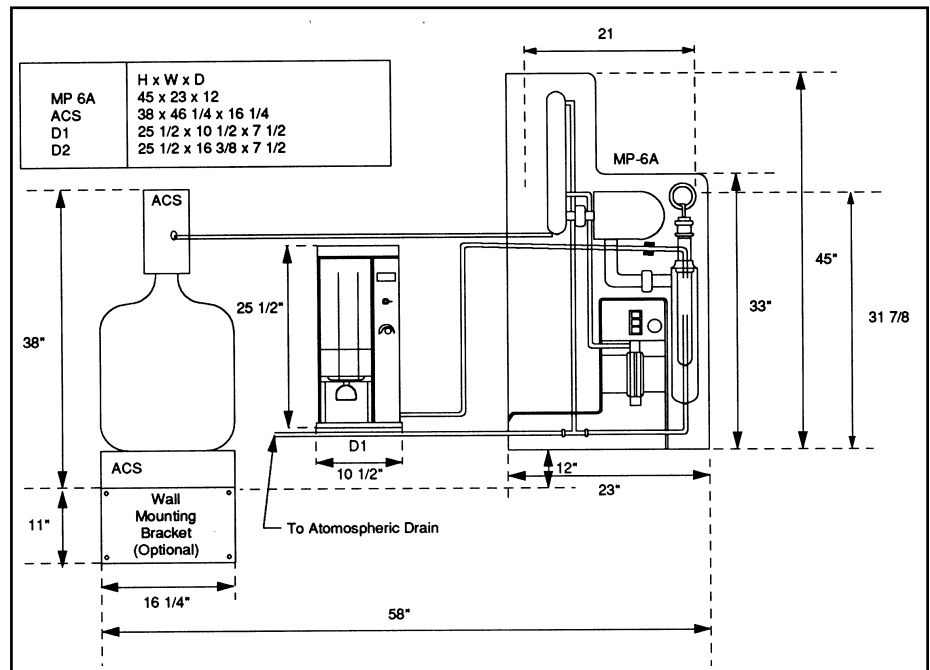 21
H x W x D
MP 6A 45 x 23 x 12
ACS 38 x 46 1/4 x 16 1/4
D1 25 1/2 x 10 1/2 x 7 1/2
D2 25 1/2 x 16 3/8 x 7 1/2
MP-6A
ACS
45"
25 1/2"
33"
31 7/8
38"
D1
10 1/2"
12"
23"
ACS
Wall
Mounting
Bracket
(Optional)
11"
To Atomospheric Drain
16 1/4"
58"